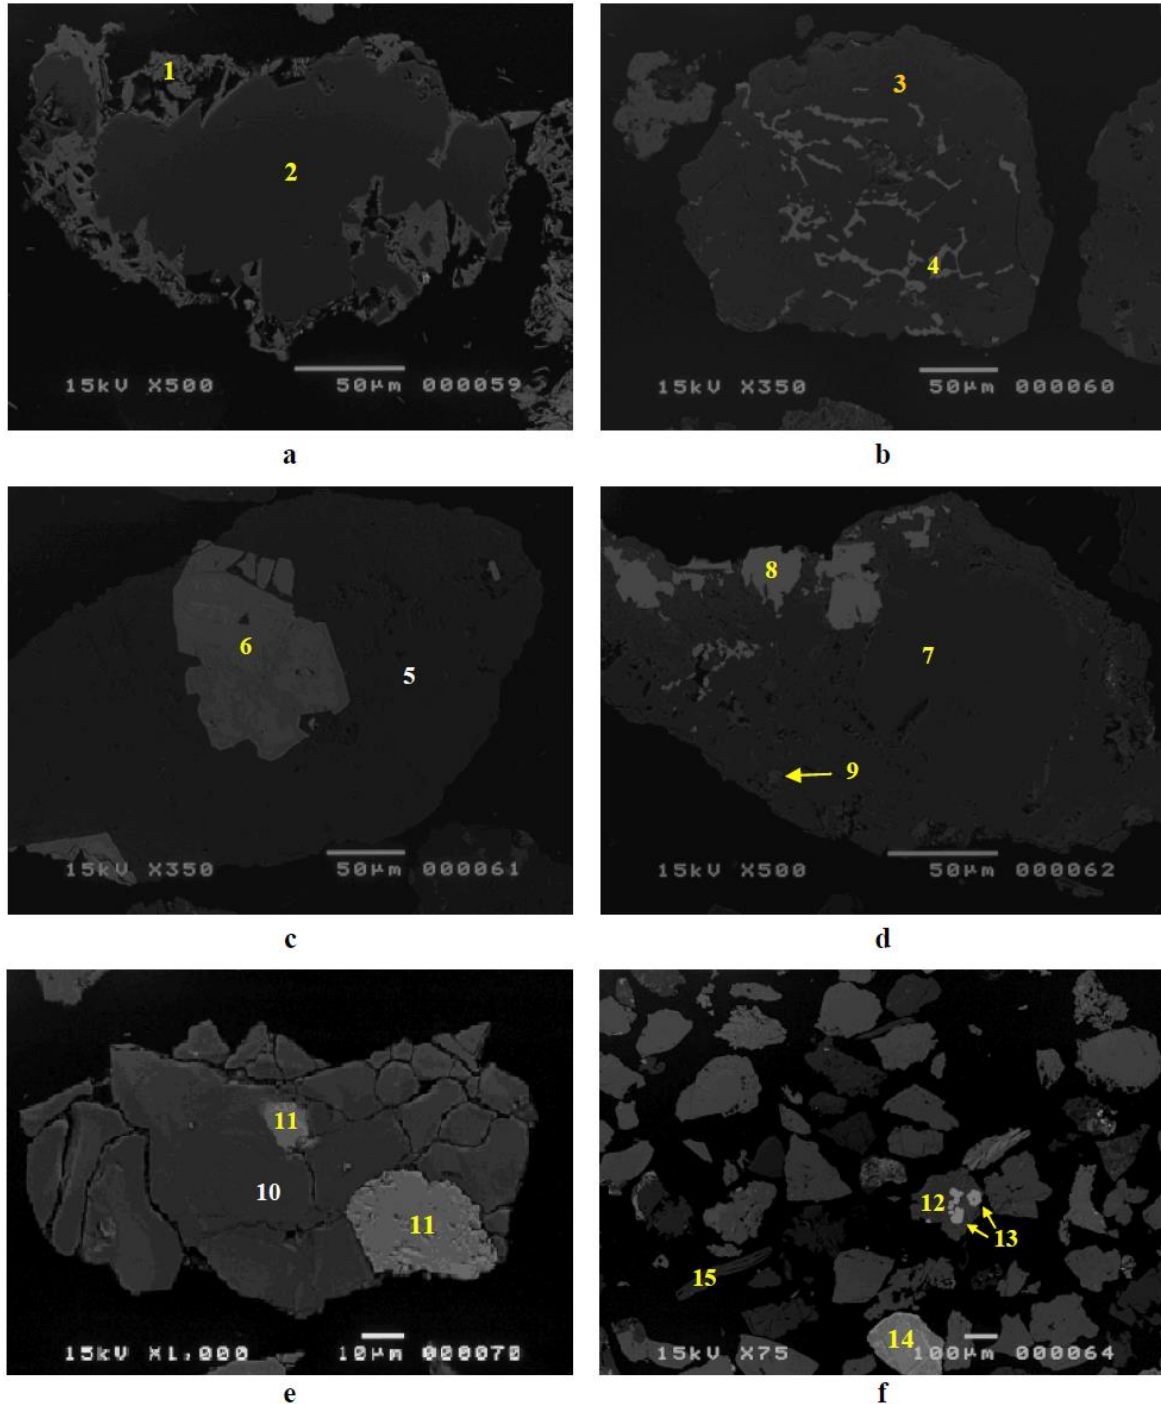 1
2
15kV X500 50μm 000059
a
3
4
15kV X350 50μm 000060
b
6
5
15kV X350 50μm 000061
c
8
7
9
15kV X500 50μm 000062
d
11
10
11
15kV X1,000 10μm 000070
e
12
13
15
14
15kV X75 100μm 000064
f